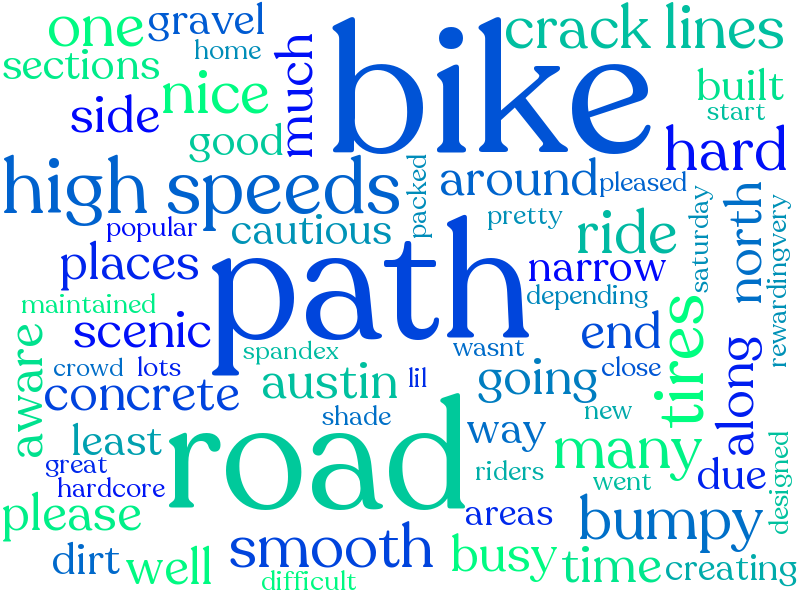 one
gravel
home
bike
crack lines
sections
nice
much
built
start
side
good
hard
high speeds
packed
around
pleased
popular
cautious
pretty
ride
saturday
north
rewardingvery
places
path
narrow
depending
maintained
scenic
tires
end
aware
spandex
wasnt
close
along
crowd
lots
austin
lil
going
concrete
shade
new
road
way
least
many
great
riders
went
due
designed
hardcore
please
areas
bumpy
smooth
busy
dirt
well
difficult
time
creating